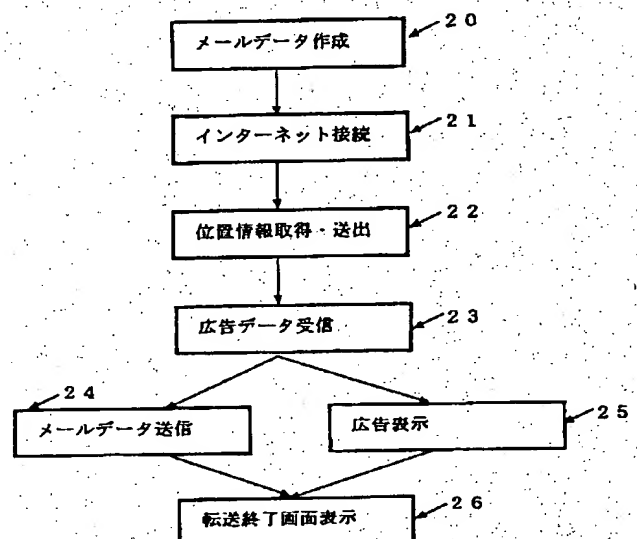 メールデータ作成
20
インターネット接続
21
位置情報取得・送出
22
広告データ受信
23
24
メールデータ送信
広告表示
25
転送終了画面表示
26